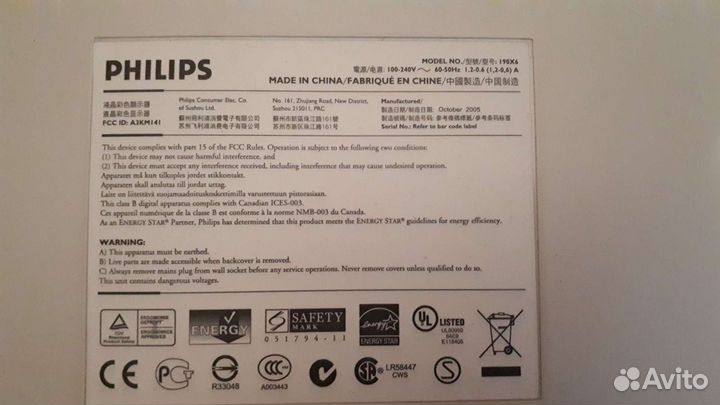 PHILIPS
MODEL NO./型號/型号: 190X6
電源/电源: 100-240V~ 60-50Hz 1.2-0.6 (1,2-0,6) A
MADE IN CHINA/FABRIQUÉ EN CHINE/中國製造/中国制造
液晶彩色顯示器
液晶彩色显示器
FCC ID: A3KM141
Philips Consumer Elec. Co.
of Suzhou Ltd.
蘇州飛利浦消費電子有限公司
苏州飞利浦消费电子有限公司
No. 161, Zhujiang Road, New District,
Suzhou 215011, PRC
蘇州市新區珠江路161號
苏州市新区珠江路161号
Manufactured/
製造日期/制造日期: October 2005
製造序號/制造序号: 參考條碼標籤/参考条码标签
Serial No.: Refer to bar code label
This device complies with part 15 of the FCC Rules. Operation is subject to the following two conditions:
(1) This device may not cause harmful interference, and
(2) This device must accept any interference received, including interference that may cause undesired operation.
Apparatet må kun tilkoples jordet stikkontakt.
Apparaten skall anslutas till jordat uttag.
Laite on liitettävä suojamaadoituskoskettimilla varustettuun pistorasiaan.
This class B digital apparatus complies with Canadian ICES-003.
Cet appareil numérique de la classe B est conforme à la norme NMB-003 du Canada.
As an ENERGY STAR® Partner, Philips has determined that this product meets the ENERGY STAR® guidelines for energy efficiency.
WARNING:
A) This apparatus must be earthed.
B) Live parts are made accessible when backcover is removed.
C) Always remove mains plug from wall socket before any service operations. Never remove covers unless qualified to do so.
This unit contains dangerous voltages.
ERGONOMIE
GEPRÜFT
ERGONOMICS
APPROVED
ENERGY
SAFETY
MARK
051794-11
energy
ENERGY STAR
UL
LISTED
E118406
CE
R33048
A003443
N
SA
LR58447
CWS
S
Avito